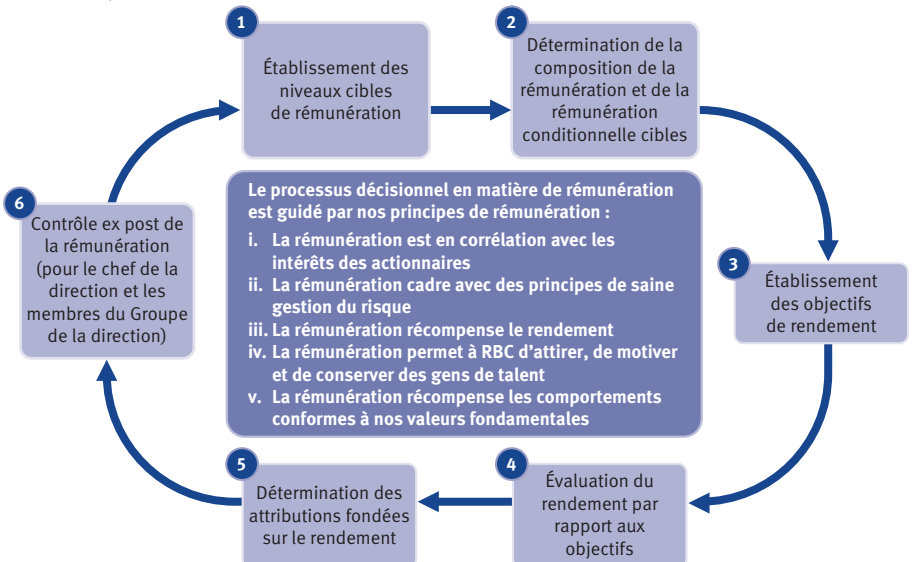 1
Établissement des
niveaux cibles
de rémunération
2
Détermination de la
composition de la
rémunération et de la
rémunération
conditionnelle cibles
6
Contrôle ex post de
la rémunération
(pour le chef de la
direction et les
membres du Groupe
de la direction)
Le processus décisionnel en matière de rémunération
est guidé par nos principes de rémunération :
i. La rémunération est en corrélation avec les
intérêts des actionnaires
ii. La rémunération cadre avec des principes de saine
gestion du risque
iii. La rémunération récompense le rendement
iv. La rémunération permet à RBC d'attirer, de motiver
et de conserver des gens de talent
v. La rémunération récompense les comportements
conformes à nos valeurs fondamentales
3
Établissement
des objectifs
de rendement
5
Détermination des
attributions fondées
sur le rendement
4
Évaluation du
rendement par
rapport aux
objectifs